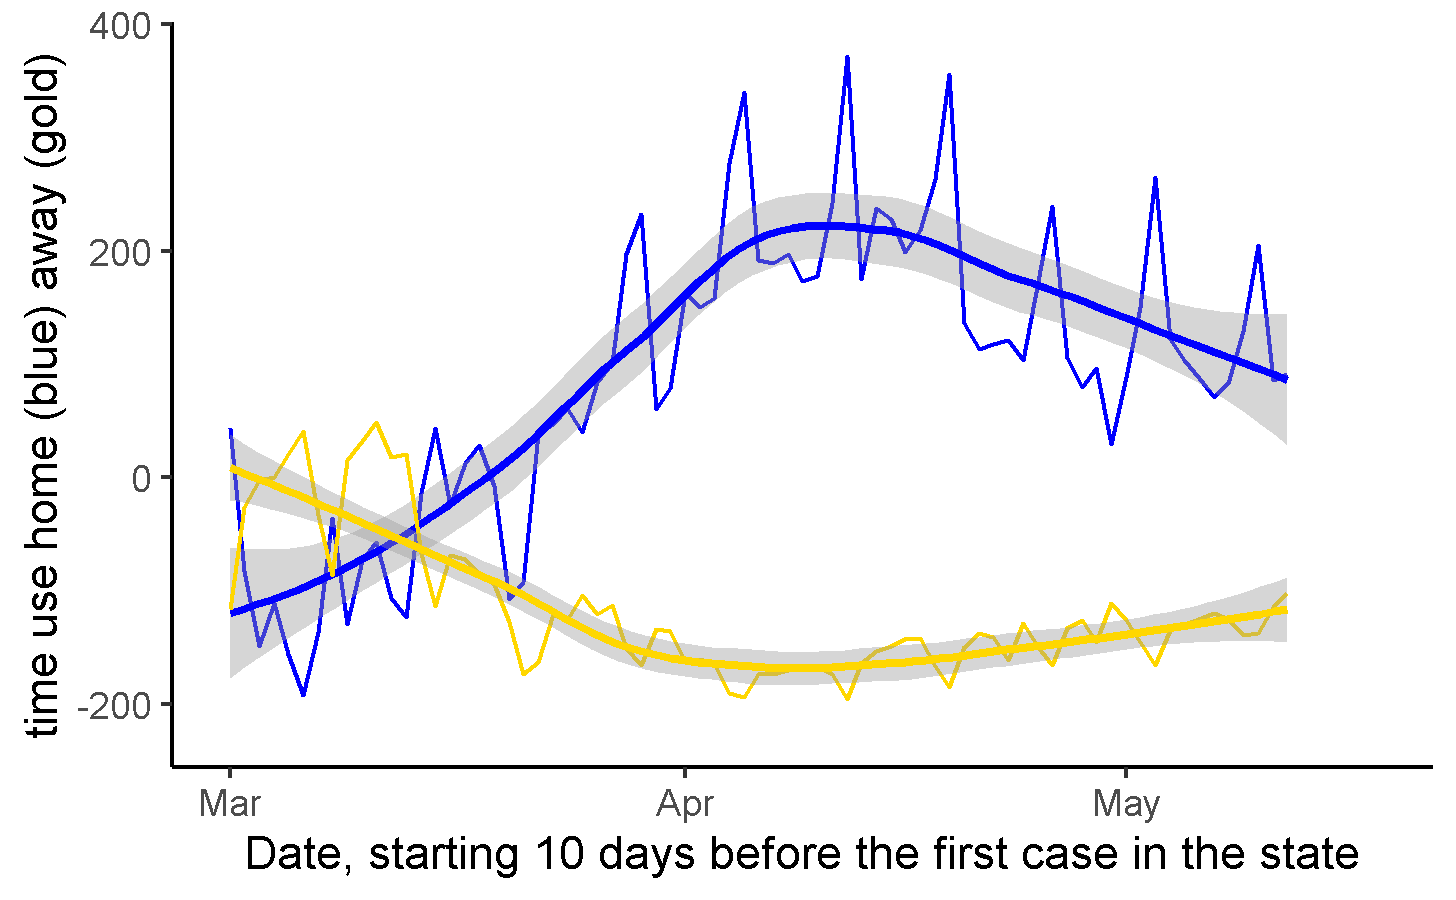 time use home (blue) away (gold)
400
200
0
-200
Mar Apr May
Date, starting 10 days before the first case in the state